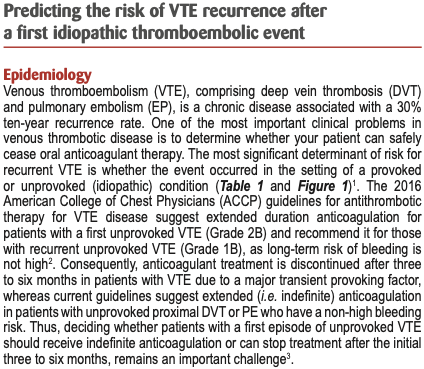 Predicting the risk of VTE recurrence after
a first idiopathic thromboembolic event
Epidemiology
Venous thromboembolism (VTE), comprising deep vein thrombosis (DVT)
and pulmonary embolism (EP), is a chronic disease associated with a 30%
ten-year recurrence rate. One of the most important clinical problems in
venous thrombotic disease is to determine whether your patient can safely
cease oral anticoagulant therapy. The most significant determinant of risk for
recurrent VTE is whether the event occurred in the setting of a provoked
or unprovoked (idiopathic) condition (Table 1 and Figure 1)¹. The 2016
American College of Chest Physicians (ACCP) guidelines for antithrombotic
therapy for VTE disease suggest extended duration anticoagulation for
patients with a first unprovoked VTE (Grade 2B) and recommend it for those
with recurrent unprovoked VTE (Grade 1B), as long-term risk of bleeding is
not high². Consequently, anticoagulant treatment is discontinued after three
to six months in patients with VTE due to a major transient provoking factor,
whereas current guidelines suggest extended (i.e. indefinite) anticoagulation
in patients with unprovoked proximal DVT or PE who have a non-high bleeding
risk. Thus, deciding whether patients with a first episode of unprovoked VTE
should receive indefinite anticoagulation or can stop treatment after the initial
three to six months, remains an important challenge³.